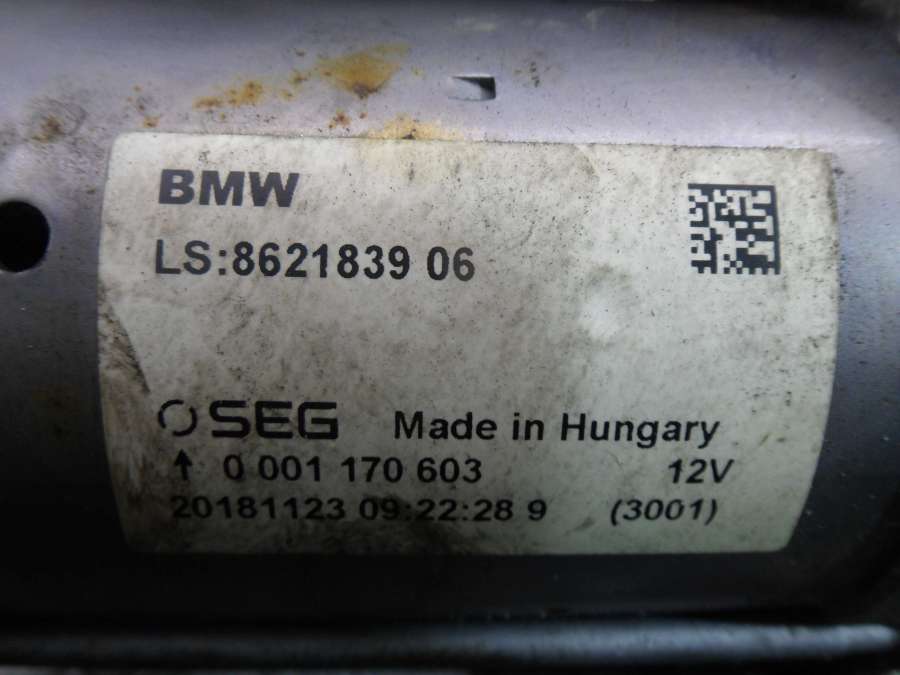 BMW
LS:8621839 06
SEG Made in Hungary
↑ 0 001 170 603 12V
20181123 09:22:28 9 (3001)